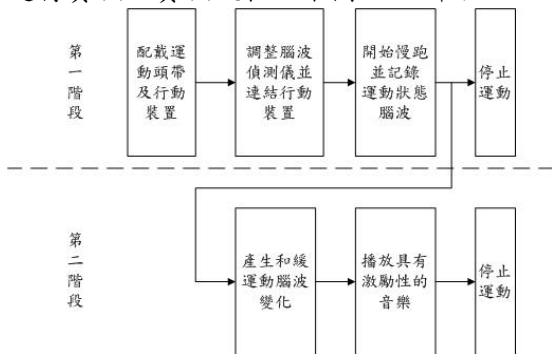 第
一
階
段
配戴運
動頭帶
及行動
裝置
調整腦波
偵測儀並
連結行動
裝置
開始慢跑
並記錄
運動狀態
腦波
停止
運動
第
二
階
段
產生和緩
運動腦波
變化
播放具有
激勵性的
音樂
停止
運動